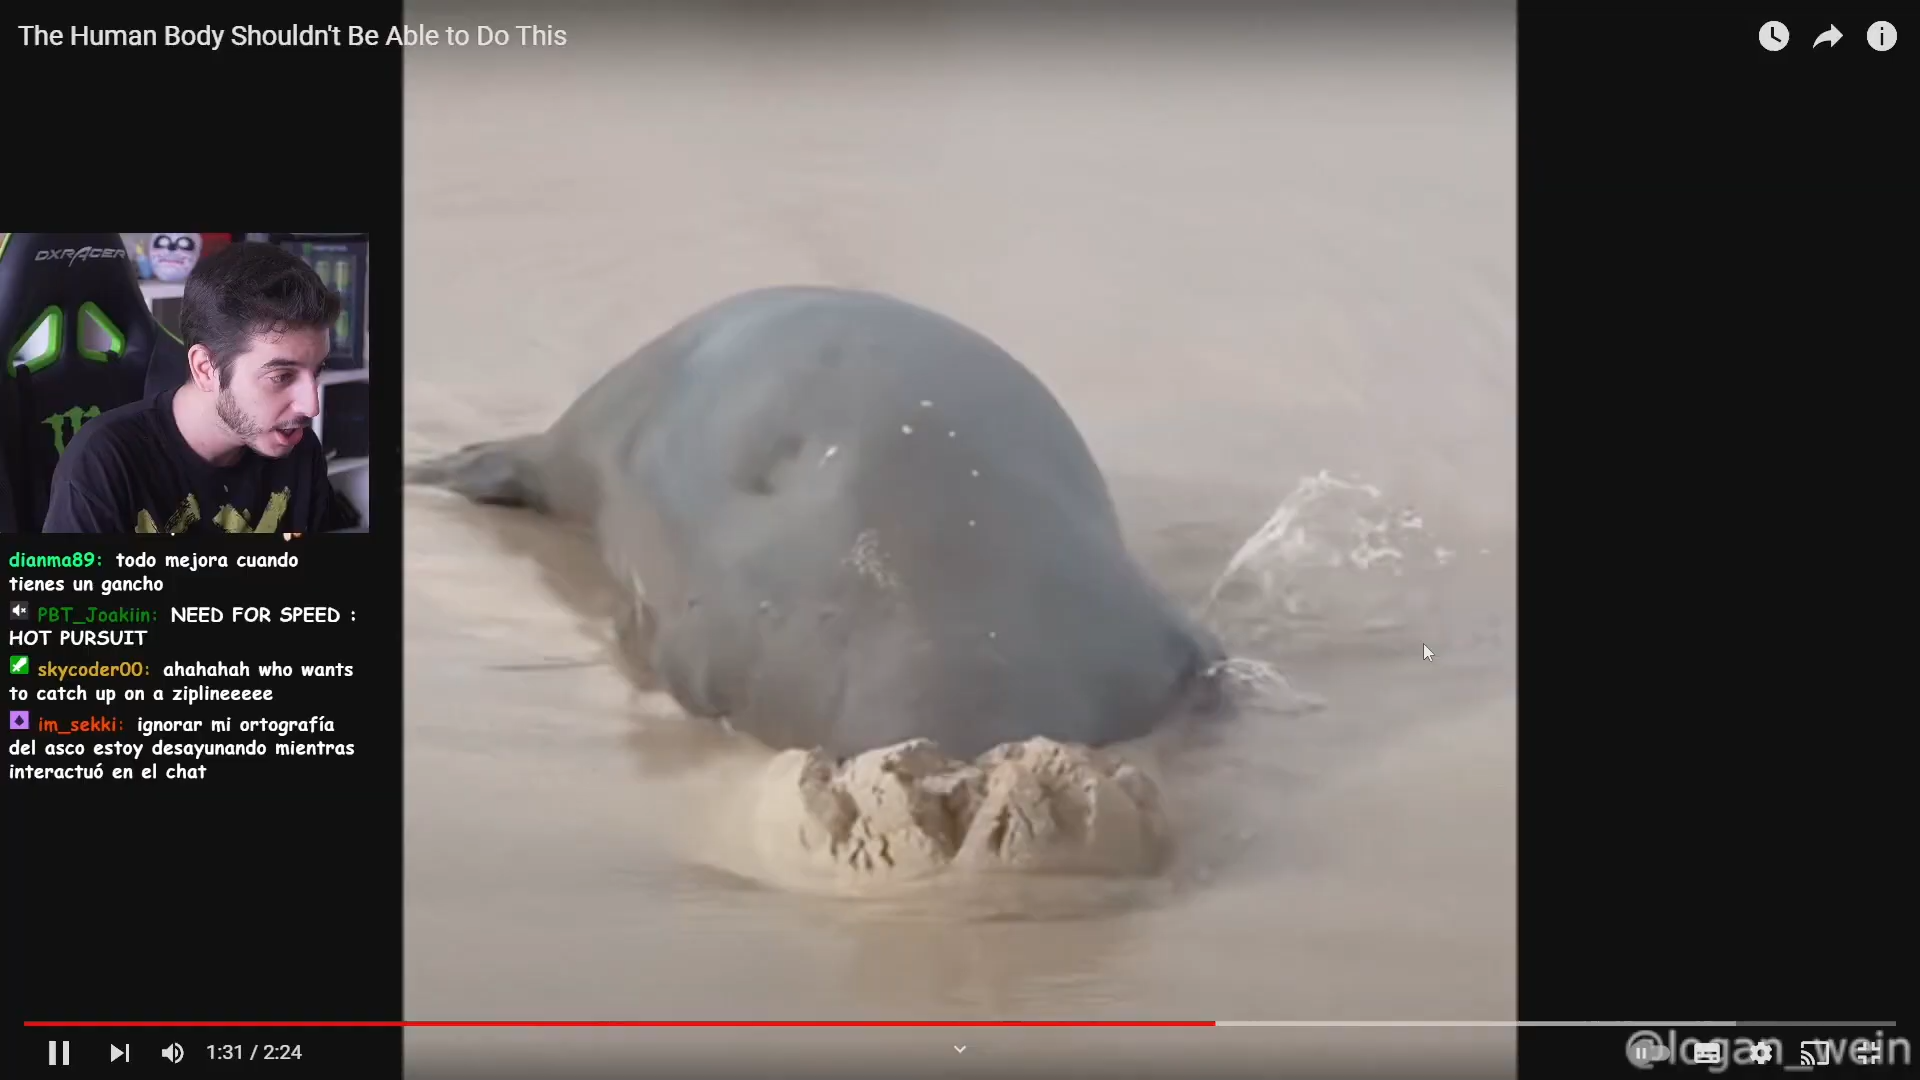 The Human Body Shouldn't Be Able to Do This
DXRACER
dianma89: todo mejora cuando
tienes un gancho
PBT_Joakiin: NEED FOR SPEED :
HOT PURSUIT
skycoder00: ahahahah who wants
to catch up on a ziplineeeee
im_sekki: ignorar mi ortografía
del asco estoy desayunando mientras
interactuó en el chat
1:31 / 2:24
@logan_wein